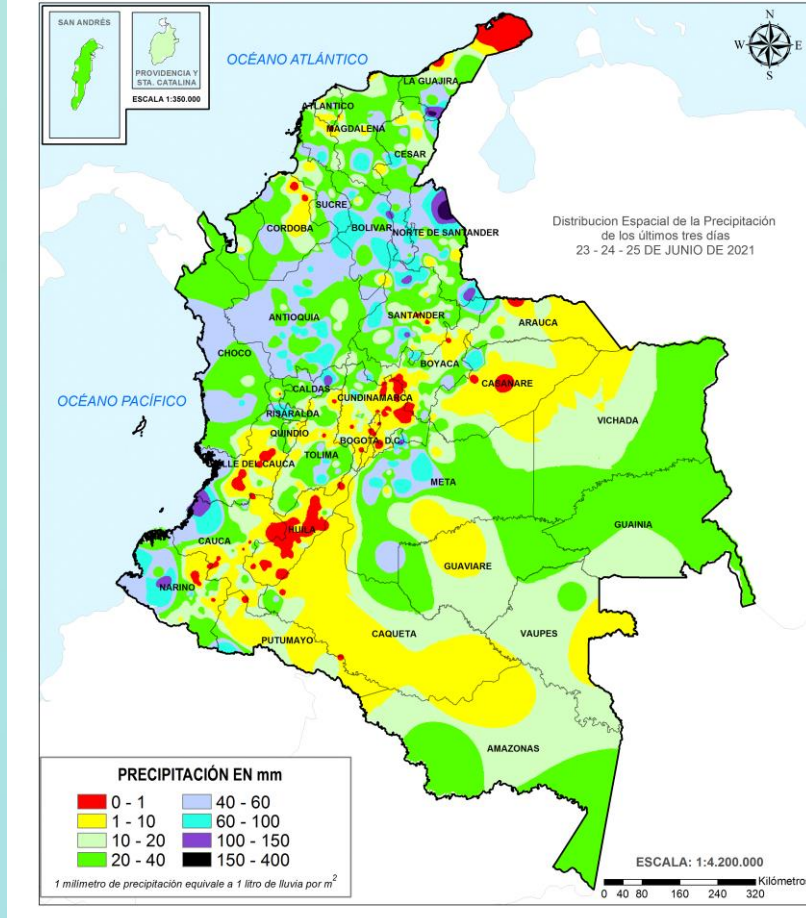 SAN ANDRÉS
PROVIDENCIA Y
STA. CATALINA
ESCALA 1:350.000
OCÉANO ATLÁNTICO
N
W
E
S
LA GUAJIRA
ATLANTICO
MAGDALENA
CESAR
SUCRE
CORDOBA
BOLIVAR
NORTE DE SANTANDER
Distribucion Espacial de la Precipitación
de los últimos tres días
23 - 24 - 25 DE JUNIO DE 2021
ANTIOQUIA
SANTANDER
ARAUCA
CHOCO
BOYACA
CASANARE
CALDAS
CUNDINAMARCA
OCÉANO PACÍFICO
RISARALDA
VICHADA
QUINDIO
BOGOTA, D.C.
TOLIMA
VALLE DEL CAUCA
META
GUAINIA
HUILA
CAUCA
GUAVIARE
NARIÑO
PUTUMAYO
CAQUETA
VAUPES
AMAZONAS
PRECIPITACIÓN EN mm
0 - 1
40 - 60
1 - 10
60 - 100
10 - 20
100 - 150
20 - 40
150 - 400
1 milímetro de precipitación equivale a 1 litro de lluvia por m2
ESCALA: 1:4.200.000
Kilómetros
0 40 80 160 240 320